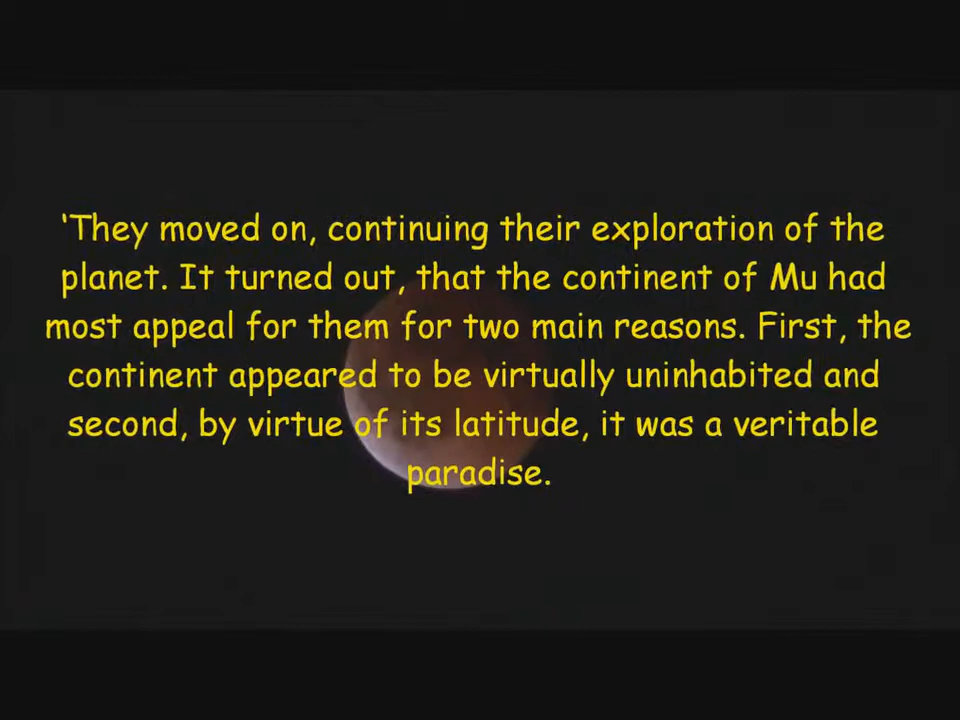 ‘They moved on, continuing their exploration of the
planet. It turned out, that the continent of Mu had
most appeal for them for two main reasons. First, the
continent appeared to be virtually uninhabited and
second, by virtue of its latitude, it was a veritable
paradise.